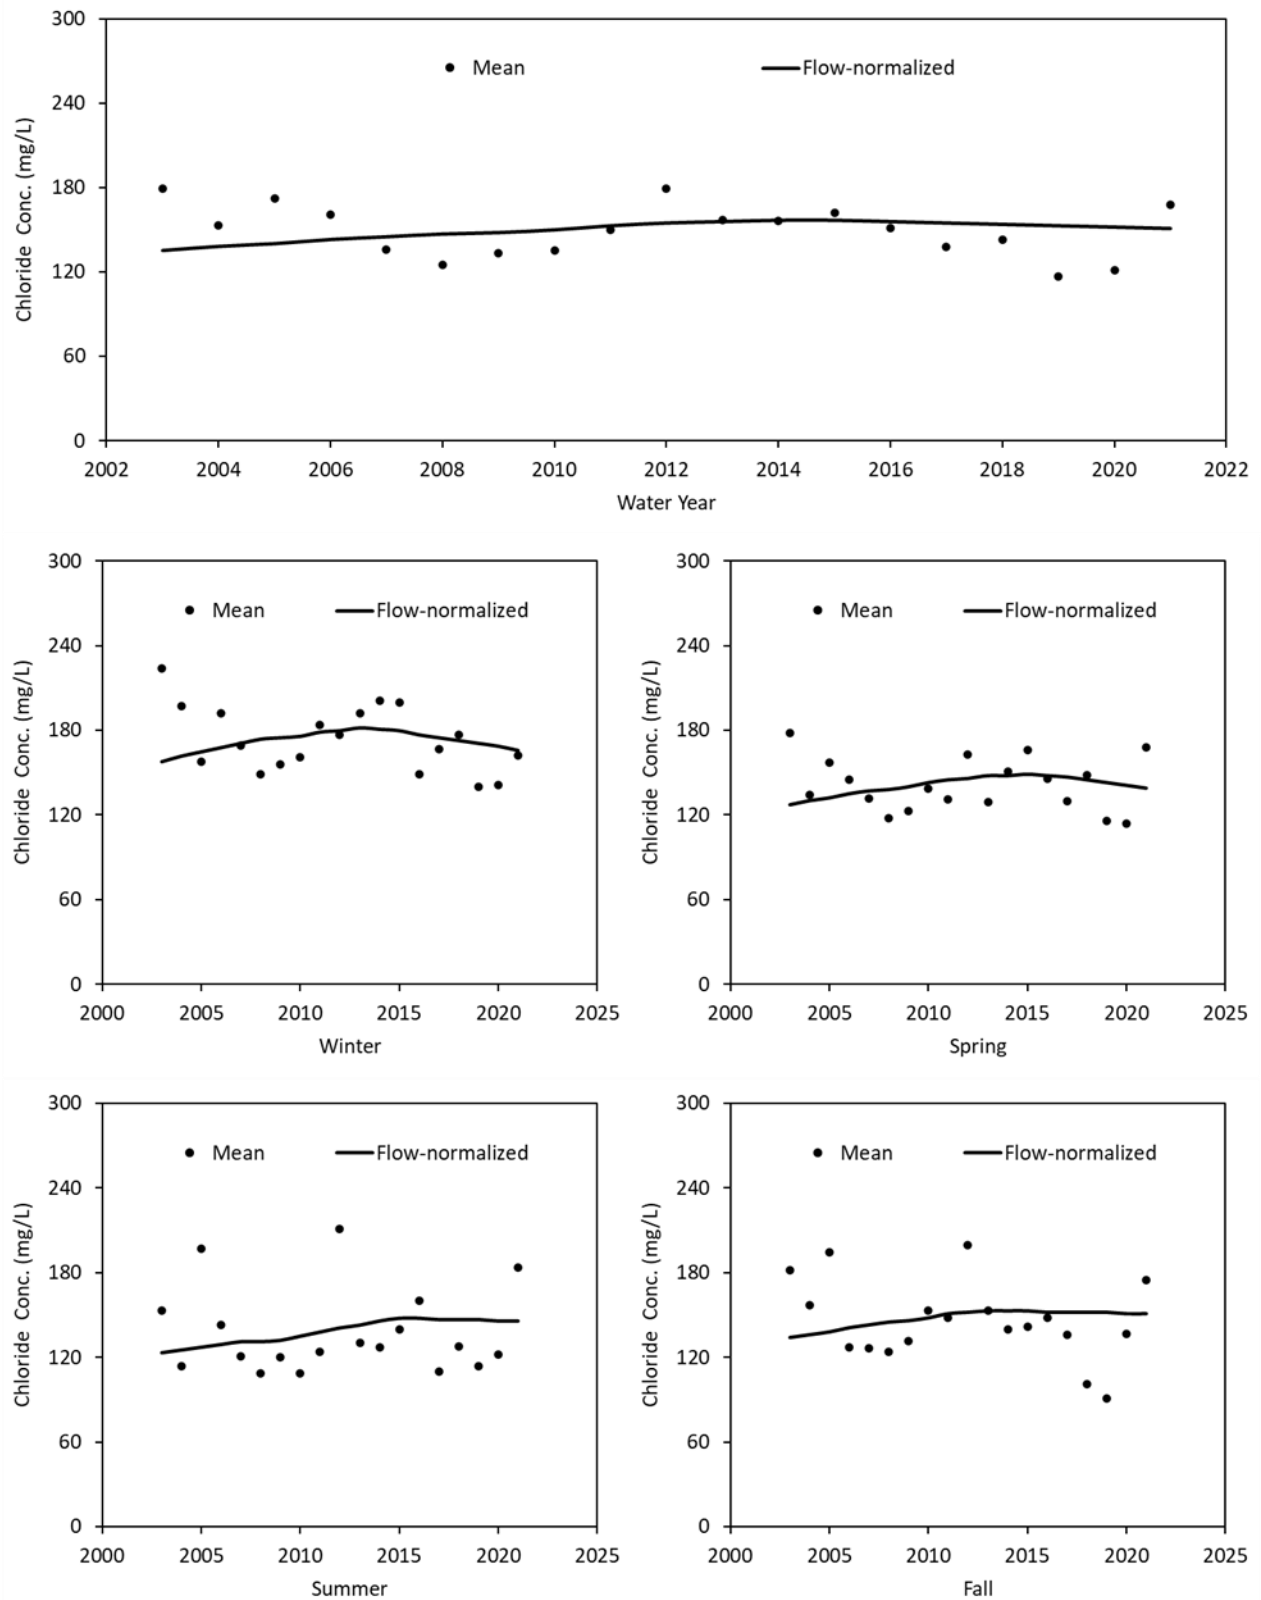 300
Mean Flow-normalized
240
Chloride Conc. (mg/L)
180
120
60
0
2002 2004 2006 2008 2010 2012 2014 2016 2018 2020 2022
Water Year
300
Mean Flow-normalized
240
Chloride Conc. (mg/L)
180
120
60
0
2000 2005 2010 2015 2020 2025
Winter
300
Mean Flow-normalized
240
Chloride Conc. (mg/L)
180
120
60
0
2000 2005 2010 2015 2020 2025
Spring
300
Mean Flow-normalized
240
Chloride Conc. (mg/L)
180
120
60
0
2000 2005 2010 2015 2020 2025
Summer
300
Mean Flow-normalized
240
Chloride Conc. (mg/L)
180
120
60
0
2000 2005 2010 2015 2020 2025
Fall